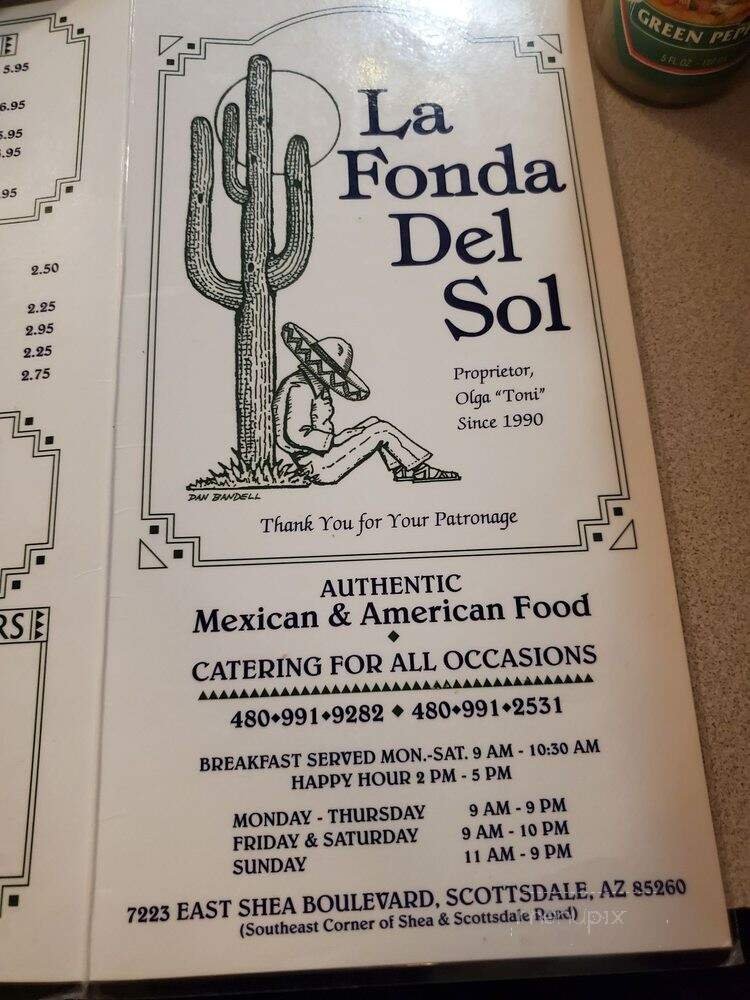 5.95
6.95
5.95
.95
.95
2.50
2.25
2.95
2.25
2.75
RS
GREEN PEP
5 FL OZ
La
Fonda
Del
Sol
Proprietor,
Olga “Toni”
Since 1990
DAN BANDELL
Thank You for Your Patronage
AUTHENTIC
Mexican & American Food
CATERING FOR ALL OCCASIONS
480♦991♦9282 ♦ 480♦991♦2531
BREAKFAST SERVED MON.-SAT. 9 AM - 10:30 AM
HAPPY HOUR 2 PM - 5 PM
MONDAY - THURSDAY 9 AM - 9 PM
FRIDAY & SATURDAY 9 AM - 10 PM
SUNDAY 11 AM - 9 PM
7223 EAST SHEA BOULEVARD, SCOTTSDALE, AZ 85260
(Southeast Corner of Shea & Scottsdale Road)
menupix